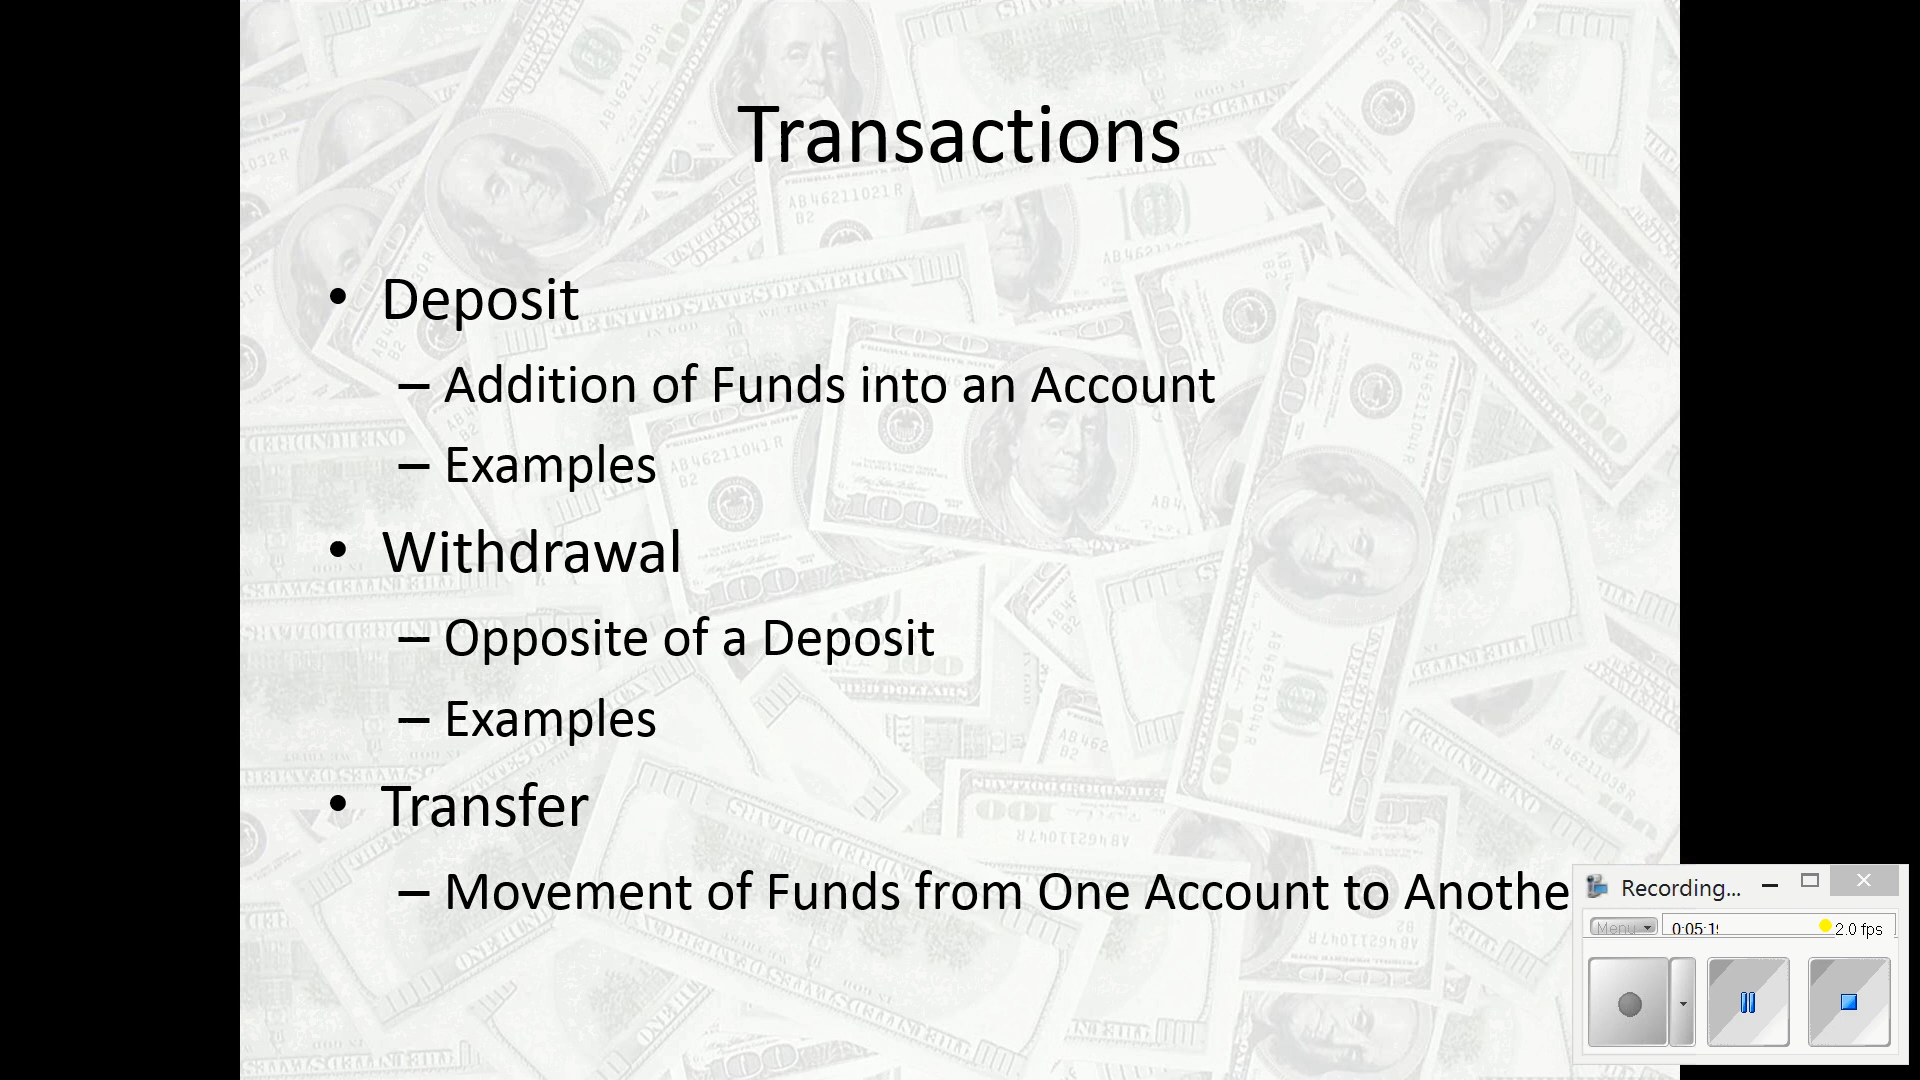 Transactions
• Deposit
– Addition of Funds into an Account
– Examples
• Withdrawal
– Opposite of a Deposit
– Examples
• Transfer
– Movement of Funds from One Account to Anothe
Recording...
Menu
0:05:1
2.0 fps